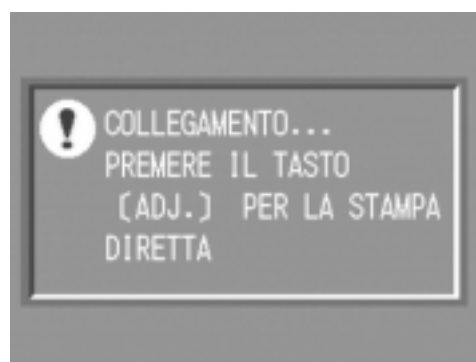 COLLEGAMENTO...
PREMERE IL TASTO
(ADJ.) PER LA STAMPA
DIRETTA